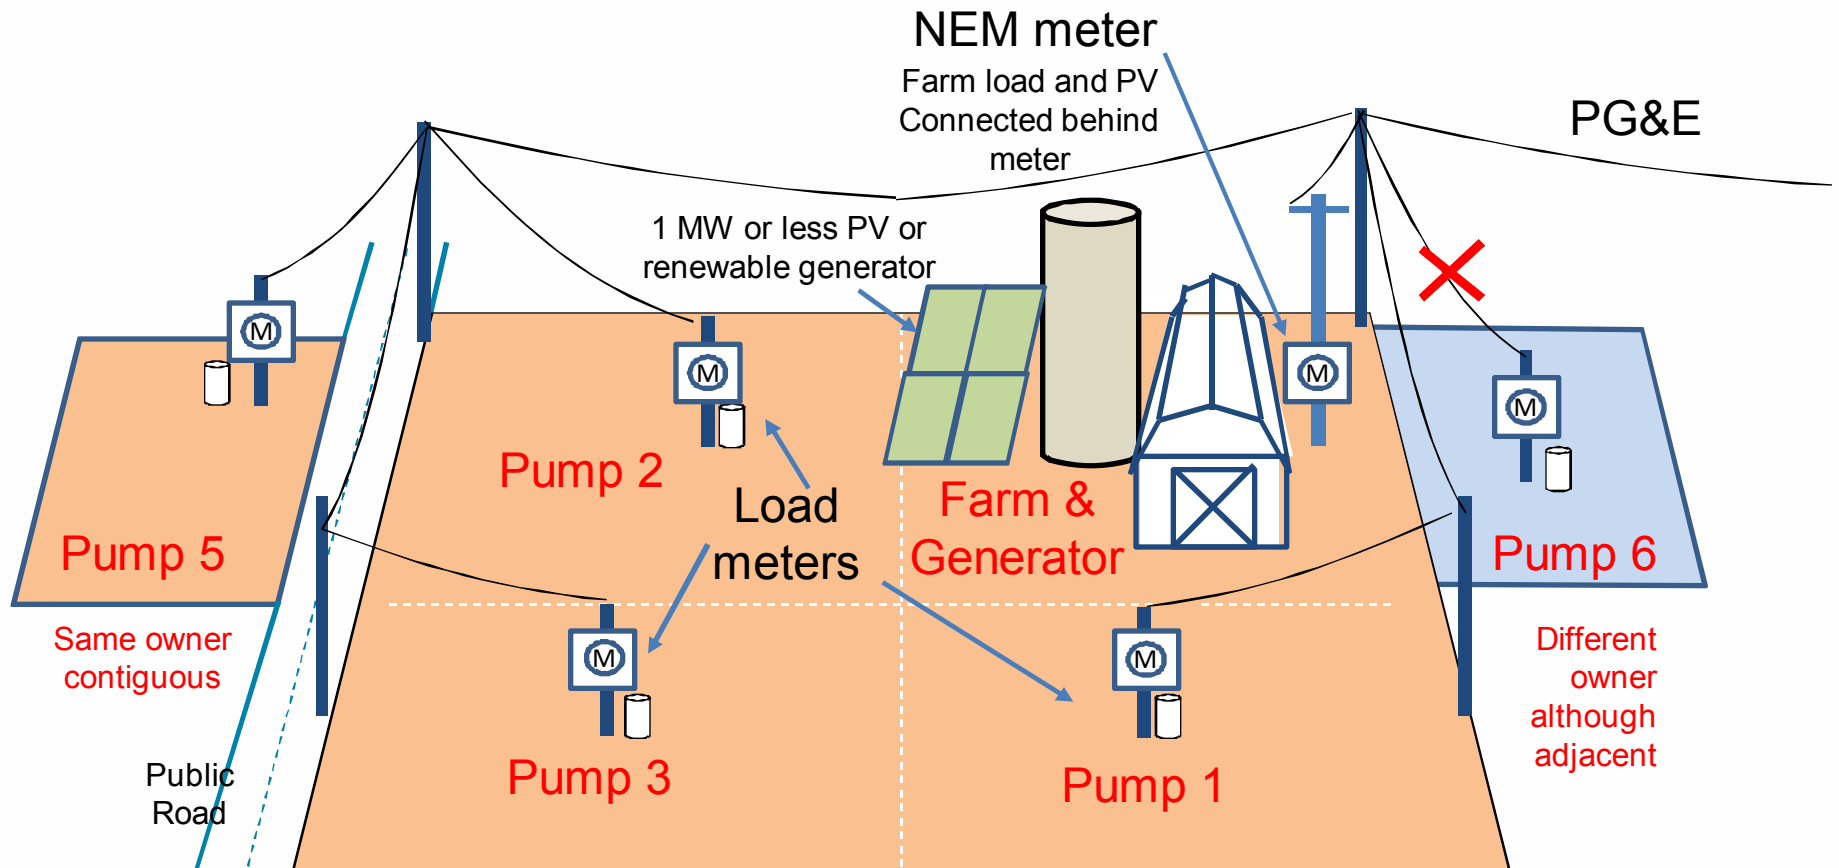 NEM meter
Farm load and PV
Connected behind
meter
PG&E
1 MW or less PV or
renewable generator
M
M
M
M
Pump 2
Load
meters
Farm &
Generator
Pump 5
Pump 6
Same owner
contiguous
M
M
Different
owner
although
adjacent
Pump 3
Pump 1
Public
Road